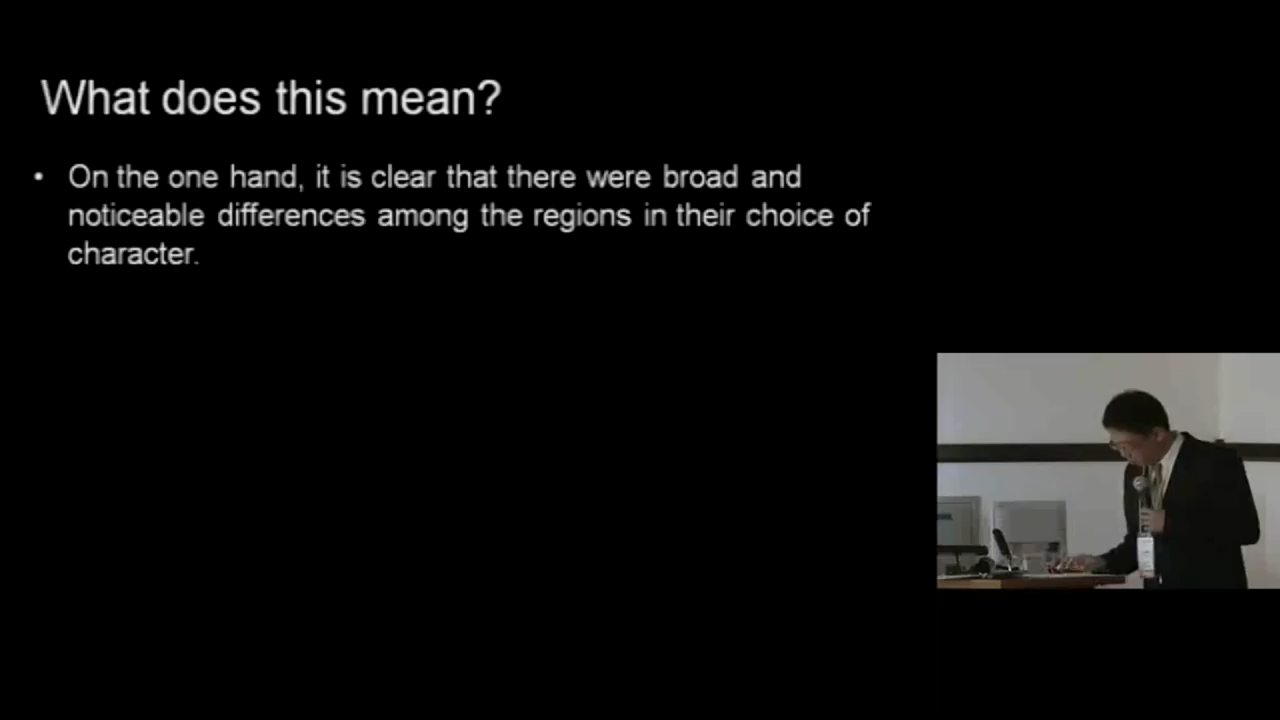 What does this mean?
• On the one hand, it is clear that there were broad and
noticeable differences among the regions in their choice of
character.